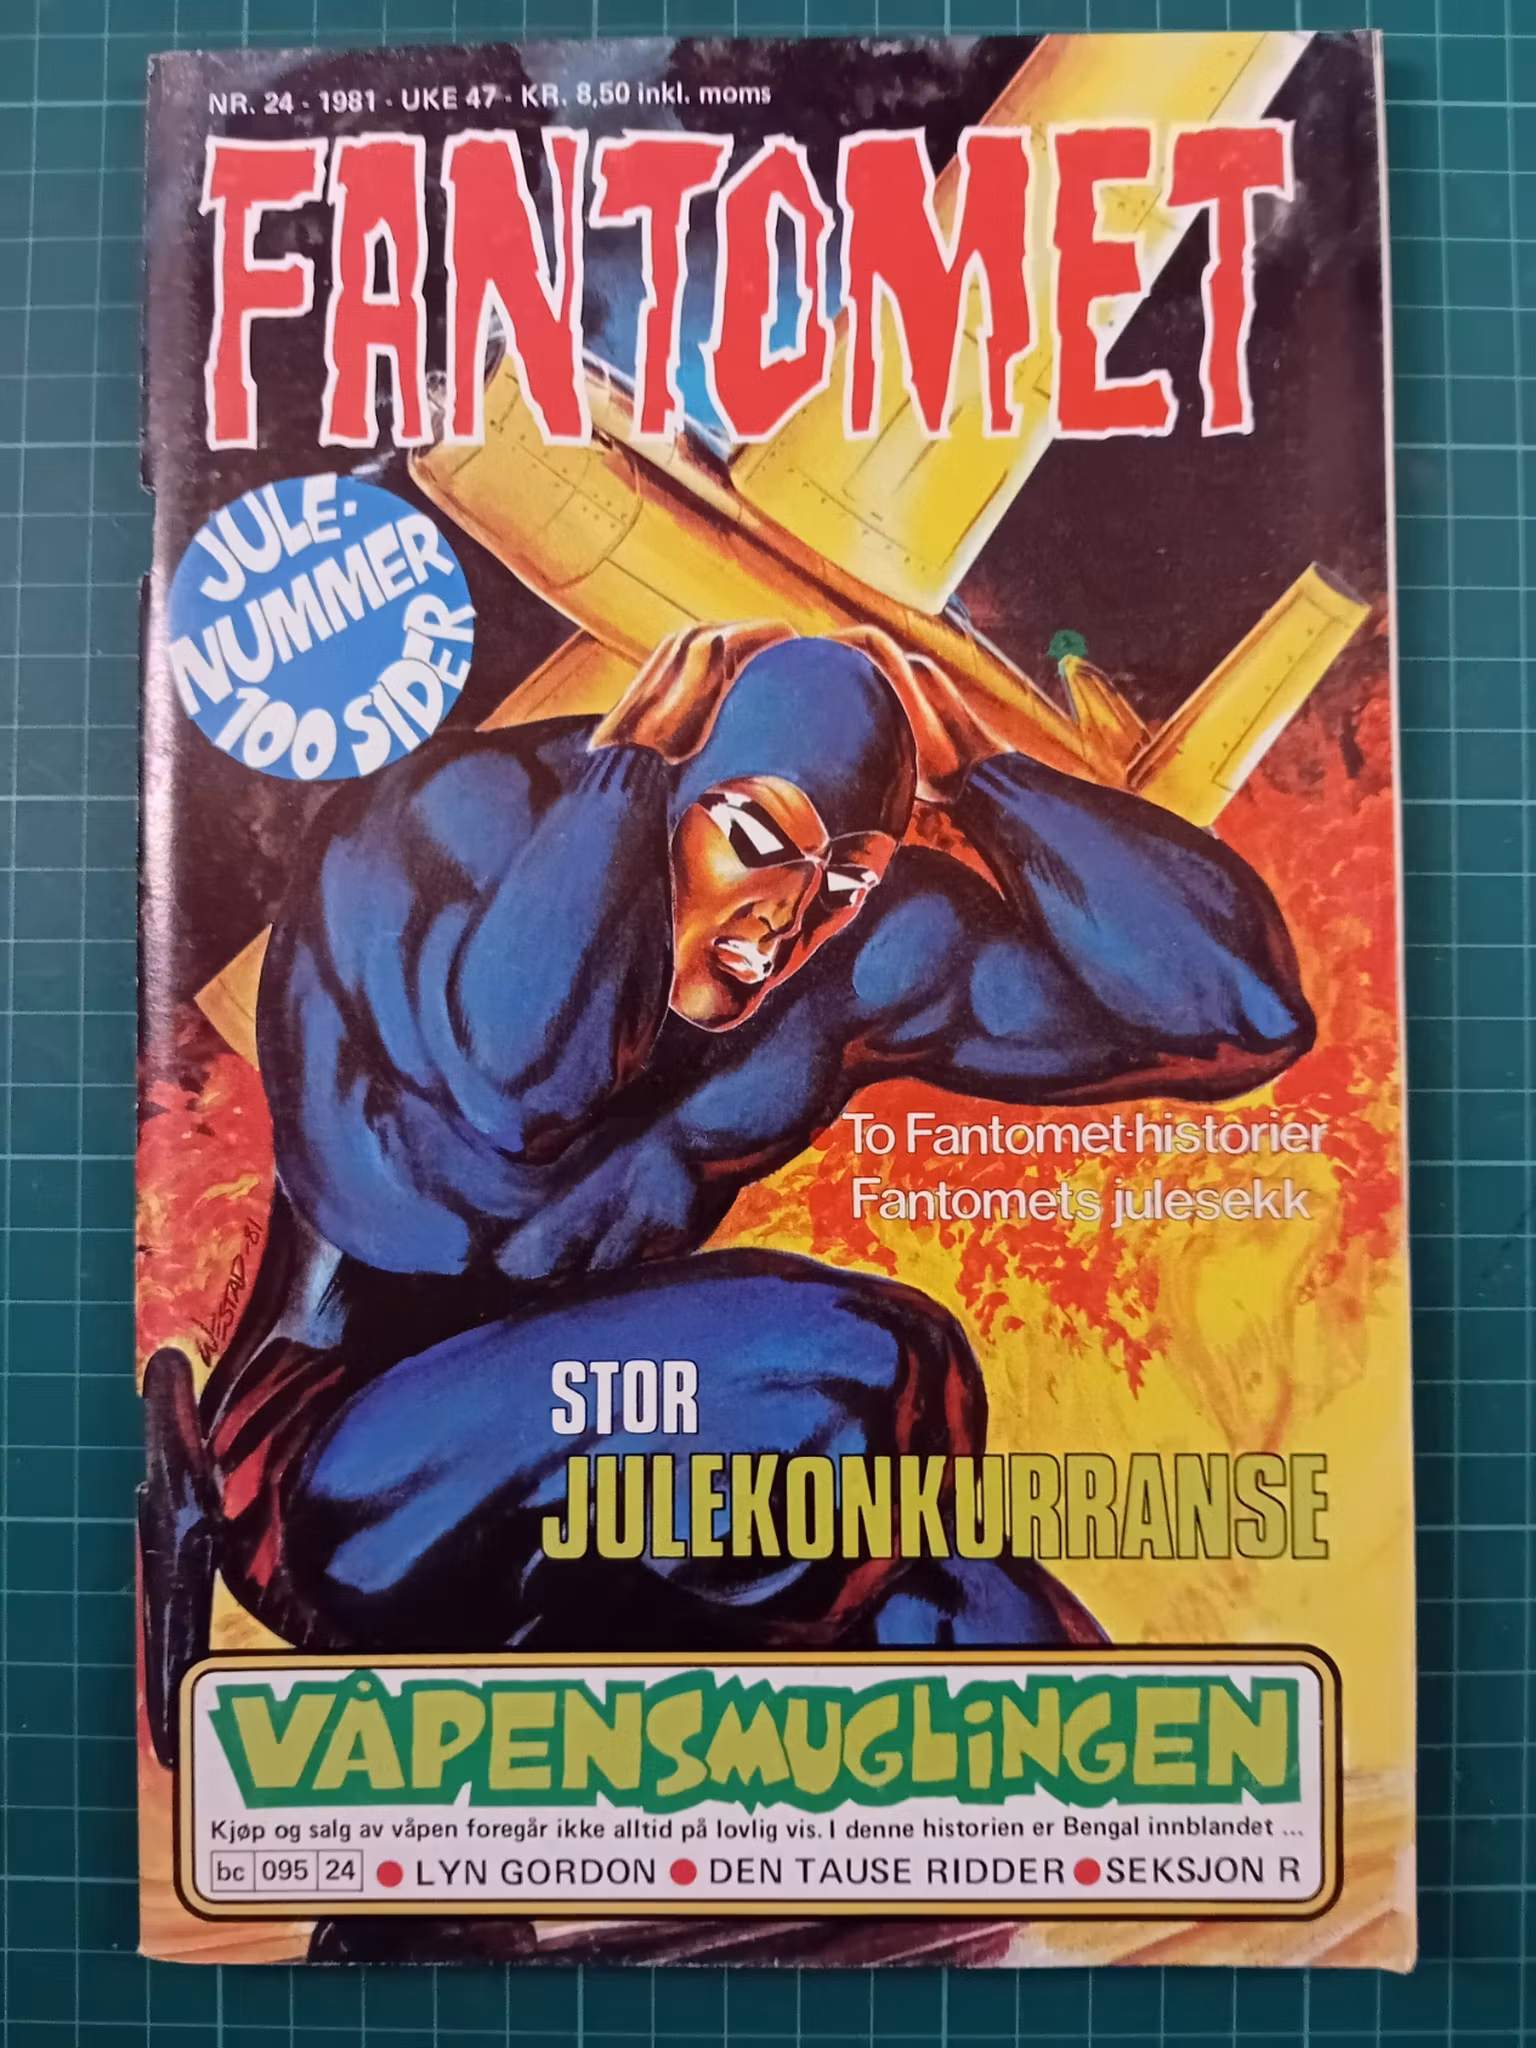 NR. 24 - 1981 - UKE 47 - KR. 8,50 inkl. moms
FANTOMET
JULE-
NUMMER
100 SIDER
To Fantomet-historier
Fantomets julesekk
WESTAD -81
STOR
JULEKONKURRANSE
VÅPENSMUGLINGEN
Kjøp og salg av våpen foregår ikke alltid på lovlig vis. I denne historien er Bengal innblandet ...
bc 095 24 ● LYN GORDON ● DEN TAUSE RIDDER ● SEKSJON R